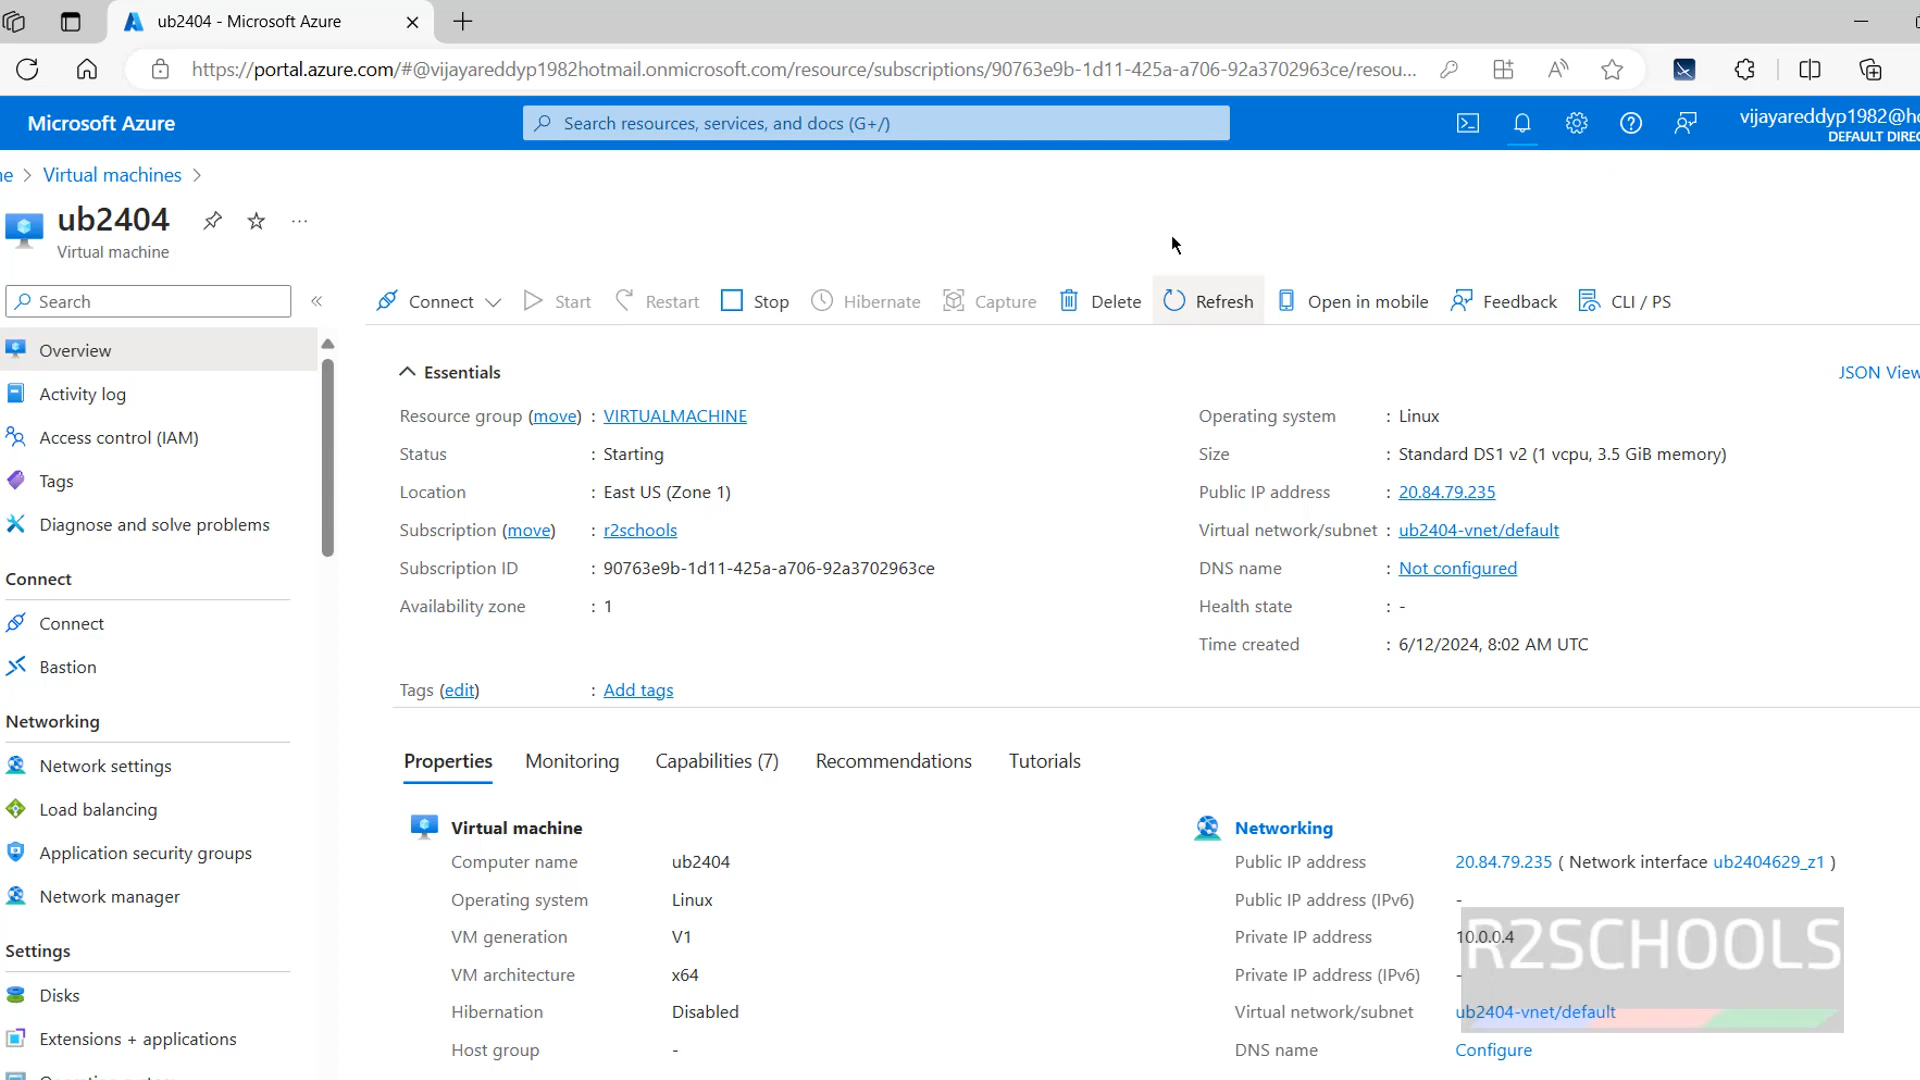 ub2404 - Microsoft Azure
https://portal.azure.com/#@vijayareddyp1982hotmail.onmicrosoft.com/resource/subscriptions/90763e9b-1d11-425a-a706-92a3702963ce/resou...
Microsoft Azure
Search resources, services, and docs (G+/)
vijayareddyp1982@h
DEFAULT DIREC
ne > Virtual machines >
ub2404
Virtual machine
Search
Connect Start Restart Stop Hibernate Capture Delete Refresh Open in mobile Feedback CLI / PS
Overview
Activity log
Access control (IAM)
Tags
Diagnose and solve problems
Connect
Connect
Bastion
Networking
Network settings
Load balancing
Application security groups
Network manager
Settings
Disks
Extensions + applications
Essentials
JSON View
Resource group (move) : VIRTUALMACHINE
Status : Starting
Location : East US (Zone 1)
Subscription (move) : r2schools
Subscription ID : 90763e9b-1d11-425a-a706-92a3702963ce
Availability zone : 1
Operating system : Linux
Size : Standard DS1 v2 (1 vcpu, 3.5 GiB memory)
Public IP address : 20.84.79.235
Virtual network/subnet : ub2404-vnet/default
DNS name : Not configured
Health state : -
Time created : 6/12/2024, 8:02 AM UTC
Tags (edit) : Add tags
Properties Monitoring Capabilities (7) Recommendations Tutorials
Virtual machine
Computer name ub2404
Operating system Linux
VM generation V1
VM architecture x64
Hibernation Disabled
Host group -
Networking
Public IP address 20.84.79.235 ( Network interface ub2404629_z1 )
Public IP address (IPv6) -
Private IP address 10.0.0.4
Private IP address (IPv6) -
Virtual network/subnet ub2404-vnet/default
DNS name Configure
R2SCHOOLS